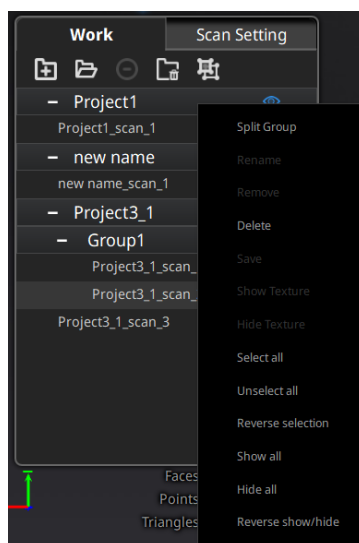 Work
Scan Setting
Project1
Project1_scan_1
new name
new name_scan_1
Project3_1
Group1
Project3_1_scan_
Project3_1_scan_
Project3_1_scan_3
Split Group
Rename
Remove
Delete
Save
Show Texture
Hide Texture
Select all
Unselect all
Reverse selection
Show all
Hide all
Reverse show/hide
Faces
Points
Triangles